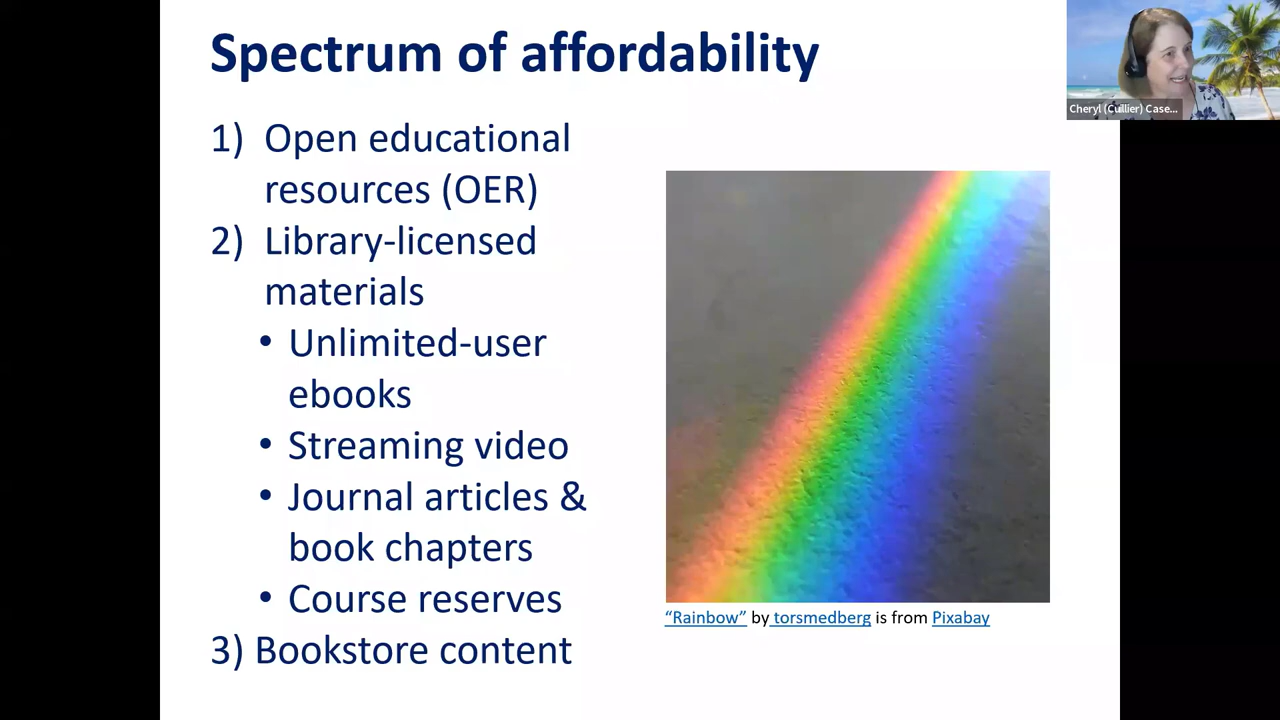 Spectrum of affordability
1) Open educational
resources (OER)
2) Library-licensed
materials
• Unlimited-user
ebooks
• Streaming video
• Journal articles &
book chapters
• Course reserves
3) Bookstore content
“Rainbow” by torsmedberg is from Pixabay
Cheryl (Cuillier) Case...